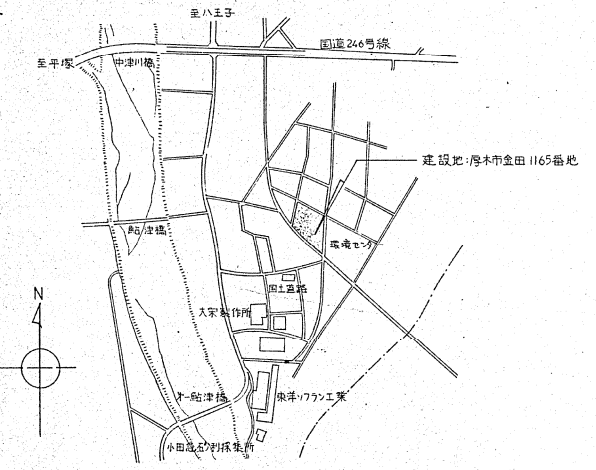 至八王子
国道246号線
至平塚
中津川橋
建設地:厚木市金田1165番地
鮎津橋
環境センター
国土道路
大宗製作所
N
才一鮎津橋
東洋ソフラン工業
小田急砂利採集所